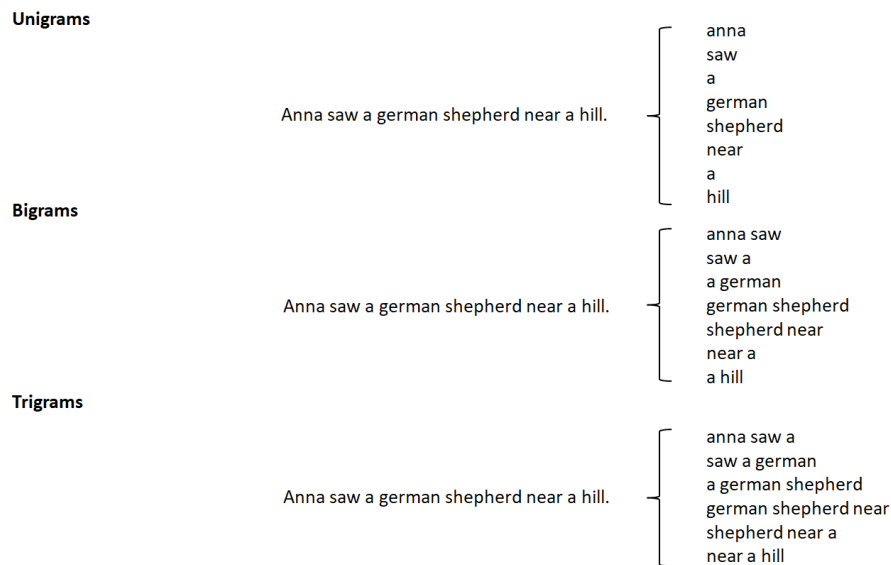 Unigrams
Anna saw a german shepherd near a hill.
anna
saw
a
german
shepherd
near
a
hill
Bigrams
Anna saw a german shepherd near a hill.
anna saw
saw a
a german
german shepherd
shepherd near
near a
a hill
Trigrams
Anna saw a german shepherd near a hill.
anna saw a
saw a german
a german shepherd
german shepherd near
shepherd near a
near a hill